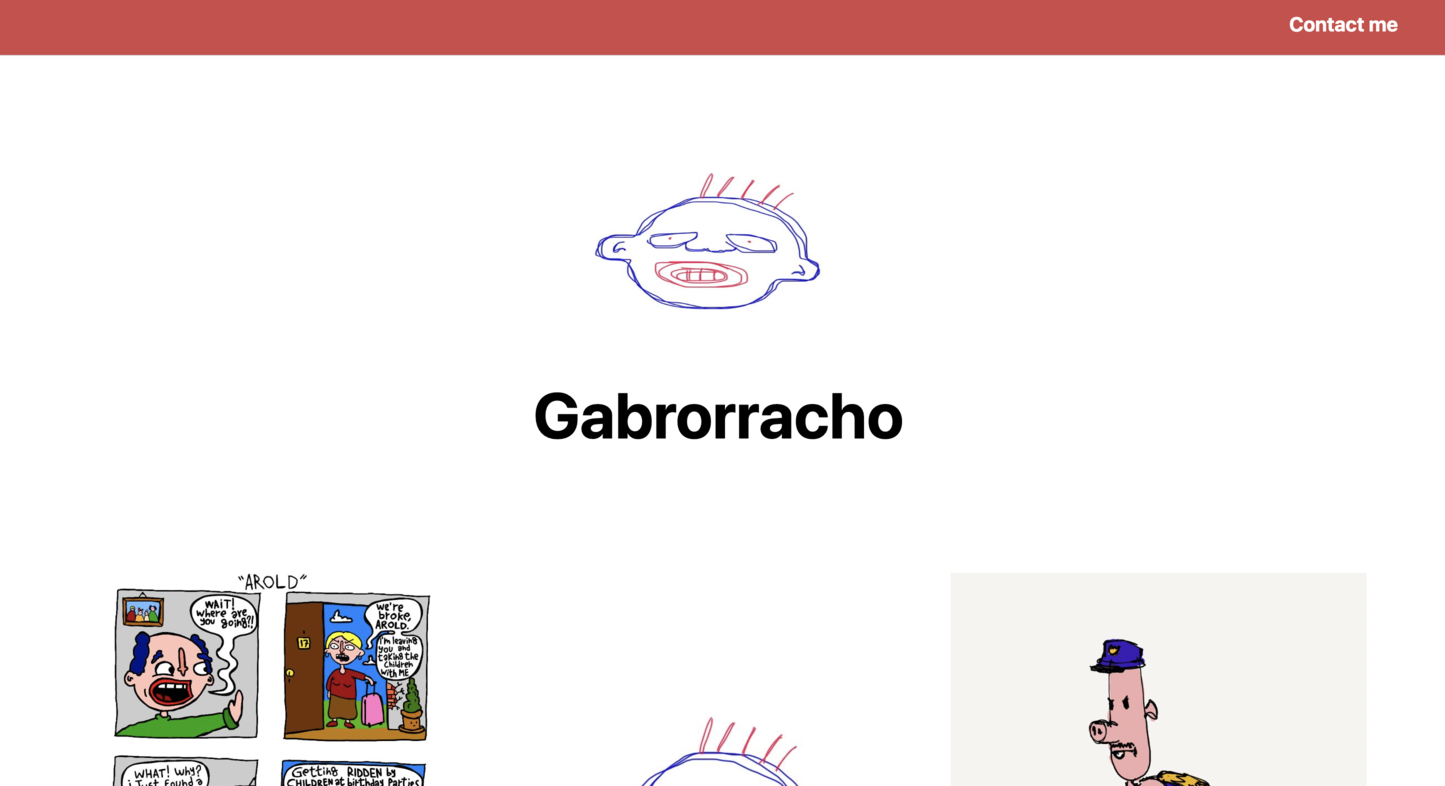 Contact me
Gabrorracho
"AROLD"
WAIT!
where are
you going?!
we're
broke,
AROLD.
I'm leaving
you and
taking the
children
with ME
17
WHAT! Why?
i Just found a
Getting RIDDEN by
CHILDREN at birthday Parties